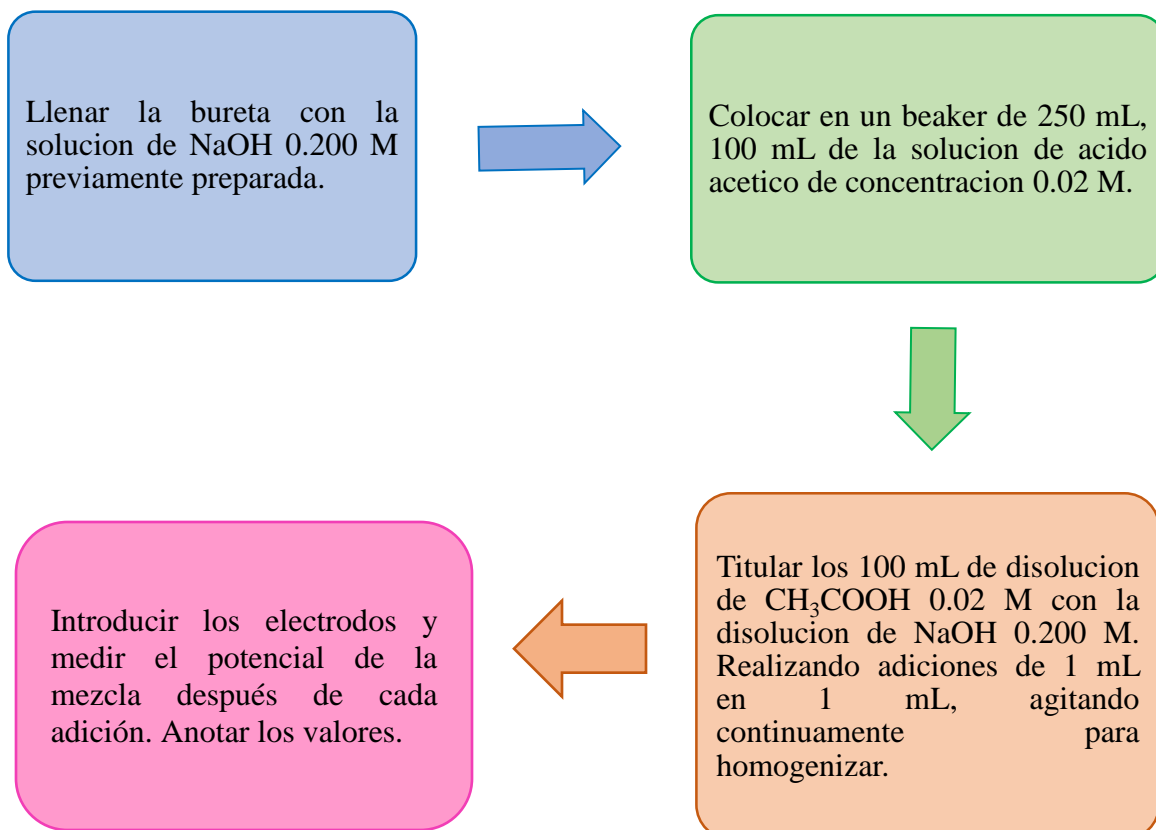 Llenar la bureta con la
solucion de NaOH 0.200 M
previamente preparada.
Colocar en un beaker de 250 mL,
100 mL de la solucion de acido
acetico de concentracion 0.02 M.
Titular los 100 mL de disolucion
de CH₃COOH 0.02 M con la
disolucion de NaOH 0.200 M.
Realizando adiciones de 1 mL
en 1 mL, agitando
continuamente para
homogenizar.
Introducir los electrodos y
medir el potencial de la
mezcla después de cada
adición. Anotar los valores.